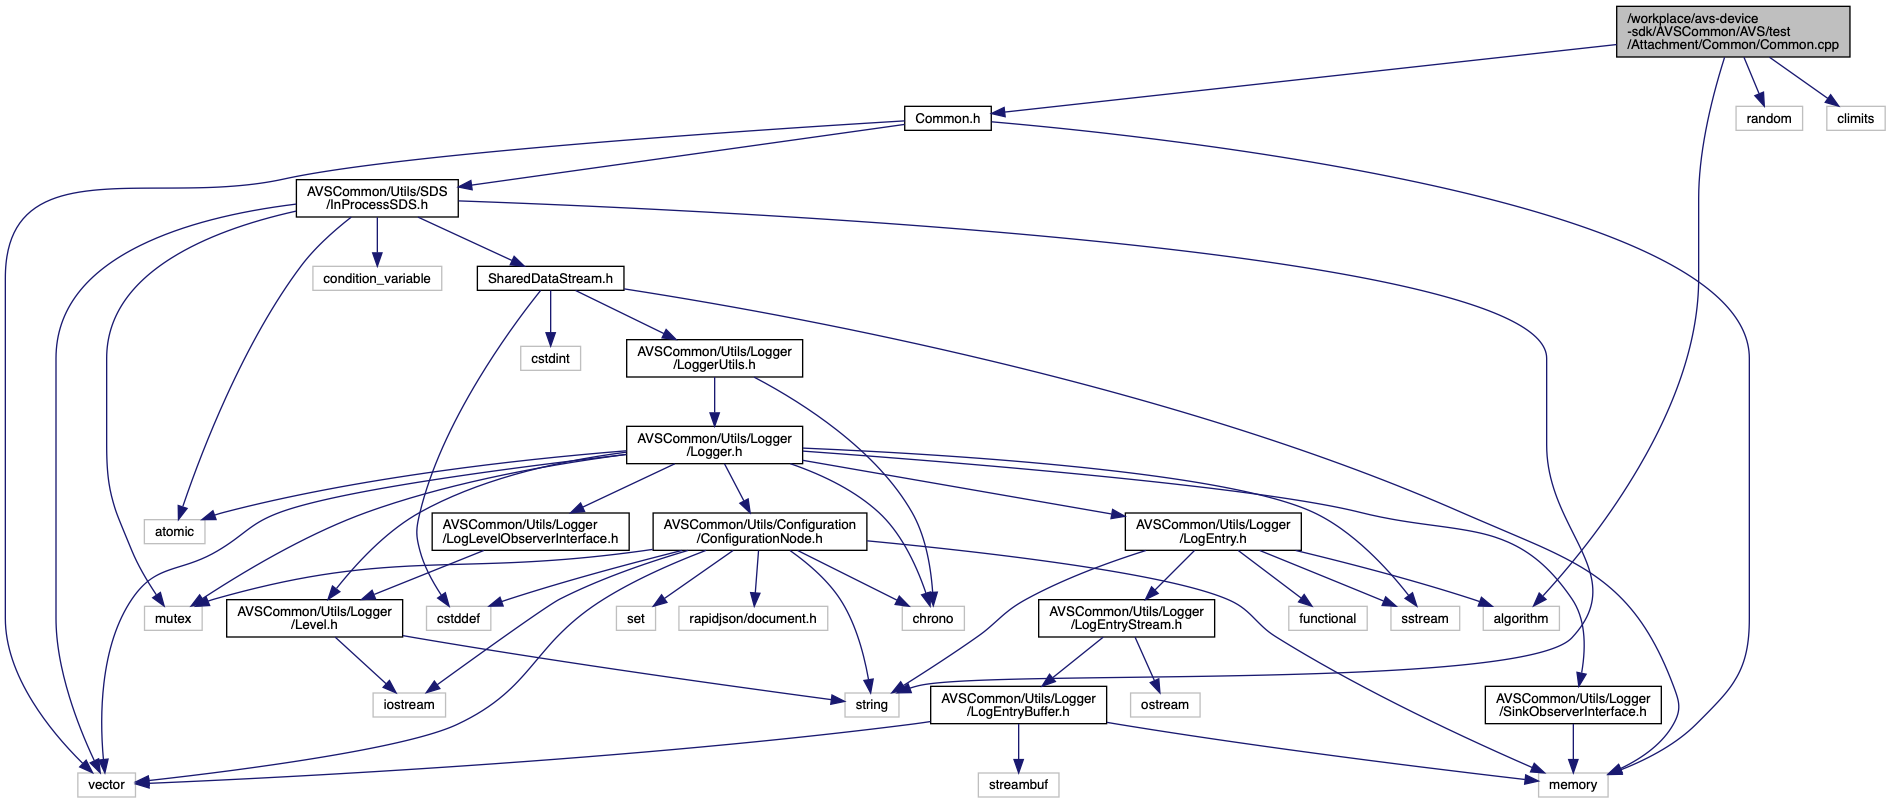 /workplace/avs-device
-sdk/AVSCommon/AVS/test
/Attachment/Common/Common.cpp
Common.h
random
climits
AVSCommon/Utils/SDS
/InProcessSDS.h
condition_variable
SharedDataStream.h
cstdint
AVSCommon/Utils/Logger
/LoggerUtils.h
AVSCommon/Utils/Logger
/Logger.h
atomic
AVSCommon/Utils/Logger
/LogLevelObserverInterface.h
AVSCommon/Utils/Configuration
/ConfigurationNode.h
AVSCommon/Utils/Logger
/LogEntry.h
mutex
AVSCommon/Utils/Logger
/Level.h
cstddef
set
rapidjson/document.h
chrono
AVSCommon/Utils/Logger
/LogEntryStream.h
functional
sstream
algorithm
iostream
string
AVSCommon/Utils/Logger
/LogEntryBuffer.h
ostream
AVSCommon/Utils/Logger
/SinkObserverInterface.h
vector
streambuf
memory